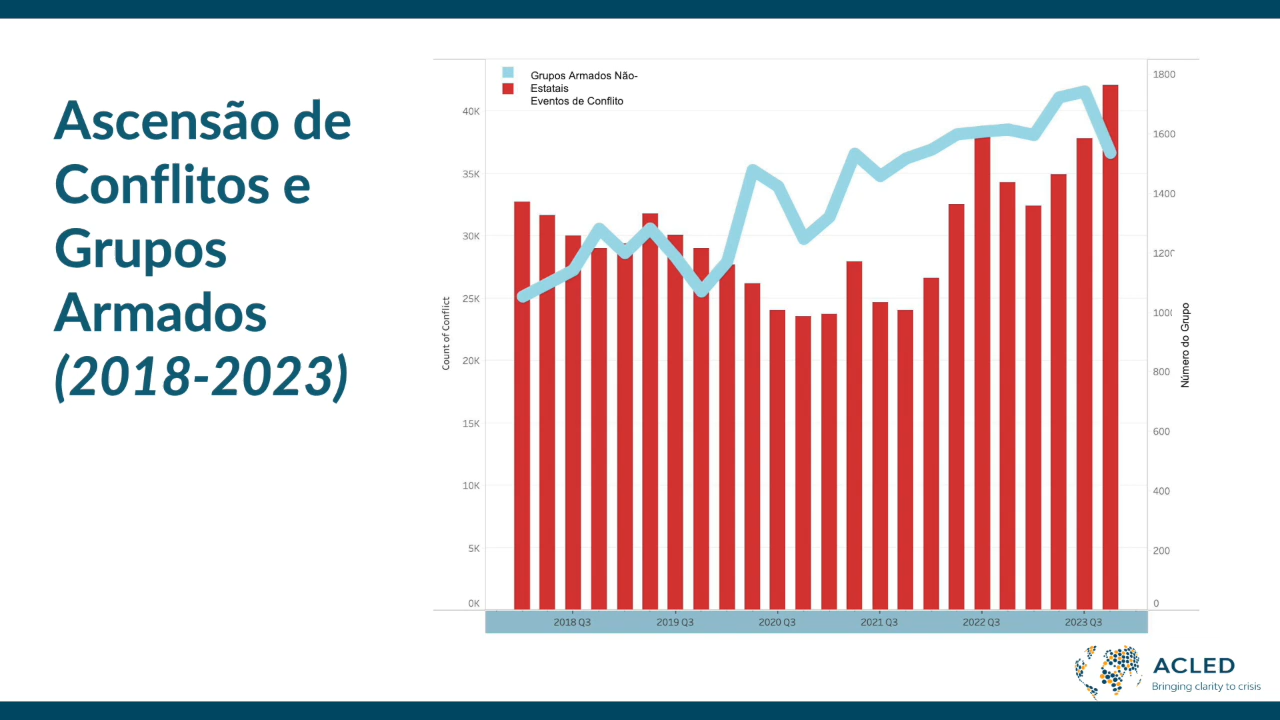 Ascensão de
Conflitos e
Grupos
Armados
(2018-2023)
Grupos Armados Não-
Estatais
Eventos de Conflito
Count of Conflict
40K
35K
30K
25K
20K
15K
10K
5K
0K
1800
1600
1400
1200
1000
800
600
400
200
0
Número do Grupo
2018 Q3
2019 Q3
2020 Q3
2021 Q3
2022 Q3
2023 Q3
ACLED
Bringing clarity to crisis